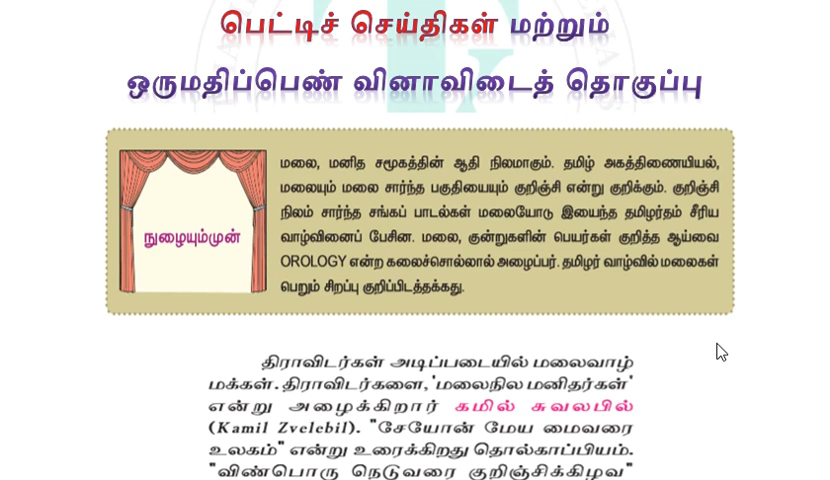 பெட்டிச் செய்திகள் மற்றும்
ஒருமதிப்பெண் வினாவிடைத் தொகுப்பு
நுழையும்முன்
மலை, மனித சமூகத்தின் ஆதி நிலமாகும். தமிழ் அகத்திணையியல்,
மலையும் மலை சார்ந்த பகுதியையும் குறிஞ்சி என்று குறிக்கும். குறிஞ்சி
நிலம் சார்ந்த சங்கப் பாடல்கள் மலையோடு இயைந்த தமிழர்தம் சீரிய
வாழ்வினைப் பேசின. மலை, குன்றுகளின் பெயர்கள் குறித்த ஆய்வை
OROLOGY என்ற கலைச்சொல்லால் அழைப்பர். தமிழர் வாழ்வில் மலைகள்
பெறும் சிறப்பு குறிப்பிடத்தக்கது.
திராவிடர்கள் அடிப்படையில் மலைவாழ்
மக்கள். திராவிடர்களை, 'மலைநில மனிதர்கள்'
என்று அழைக்கிறார் கமில் சுவலபில்
(Kamil Zvelebil). "சேயோன் மேய மைவரை
உலகம்" என்று உரைக்கிறது தொல்காப்பியம்.
"விண்பொரு நெடுவரை குறிஞ்சிக்கிழவ"